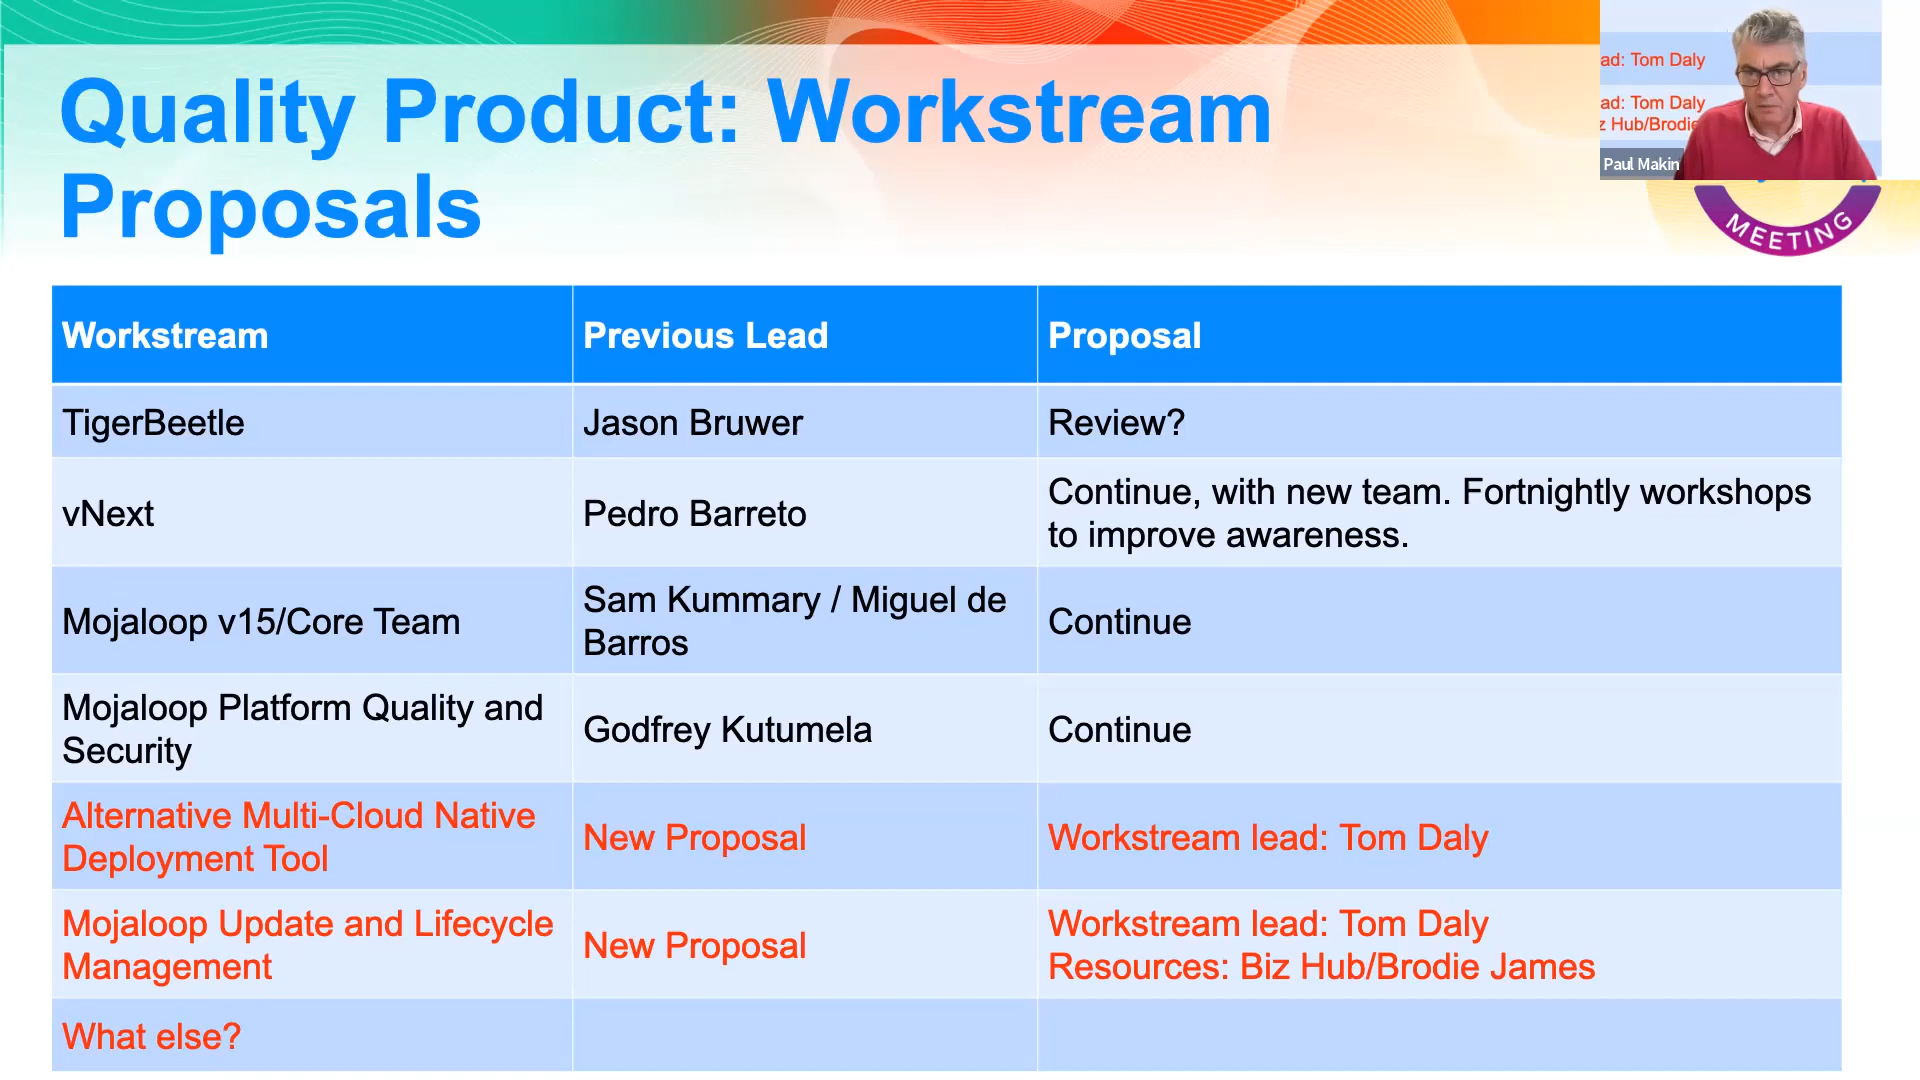 Quality Product: Workstream
Proposals
ad: Tom Daly
ad: Tom Daly
z Hub/Brodie
Paul Makin
MEETING
Workstream
Previous Lead
Proposal
TigerBeetle
Jason Bruwer
Review?
vNext
Pedro Barreto
Continue, with new team. Fortnightly workshops
to improve awareness.
Mojaloop v15/Core Team
Sam Kummary / Miguel de
Barros
Continue
Mojaloop Platform Quality and
Security
Godfrey Kutumela
Continue
Alternative Multi-Cloud Native
Deployment Tool
New Proposal
Workstream lead: Tom Daly
Mojaloop Update and Lifecycle
Management
New Proposal
Workstream lead: Tom Daly
Resources: Biz Hub/Brodie James
What else?